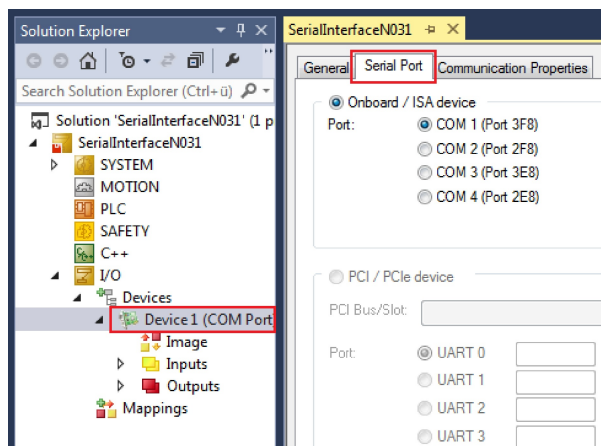 Solution Explorer
Search Solution Explorer (Ctrl+ü)
Solution 'SerialInterfaceN031' (1 p
SerialInterfaceN031
SYSTEM
MOTION
PLC
SAFETY
C++
I/O
Devices
Device 1 (COM Port
Image
Inputs
Outputs
Mappings
SerialInterfaceN031
General Serial Port Communication Properties
Onboard / ISA device
Port: COM 1 (Port 3F8)
COM 2 (Port 2F8)
COM 3 (Port 3E8)
COM 4 (Port 2E8)
PCI / PCIe device
PCI Bus/Slot:
Port: UART 0
UART 1
UART 2
UART 3